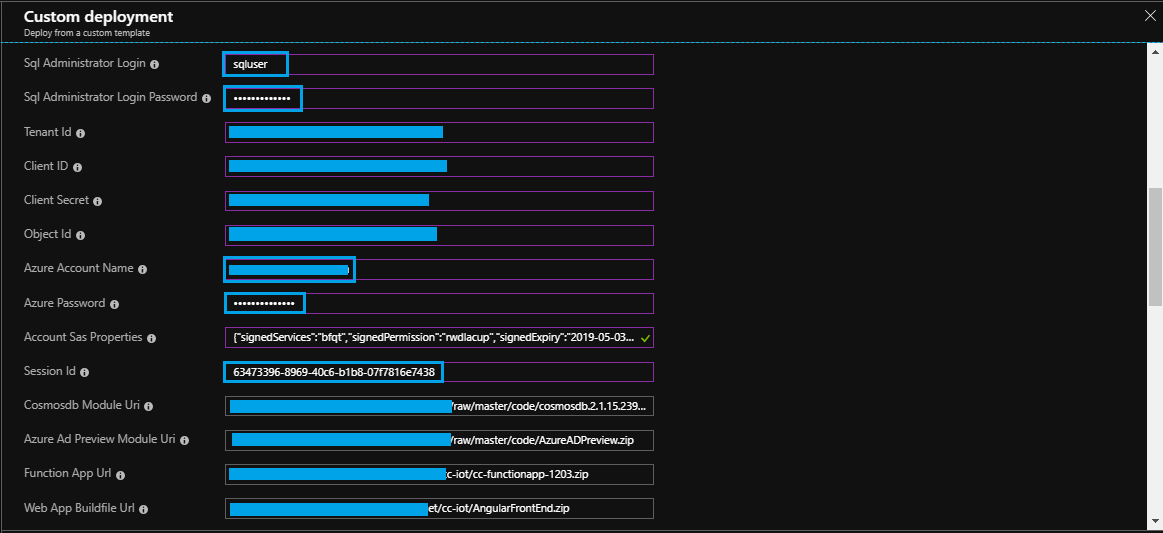 Custom deployment
Deploy from a custom template
Sql Administrator Login
sqluser
Sql Administrator Login Password
•••••••••••••
Tenant Id
Client ID
Client Secret
Object Id
Azure Account Name
Azure Password
••••••••••••••
Account Sas Properties
{"signedServices":"bfqt","signedPermission":"rwdlacup","signedExpiry":"2019-05-03...
Session Id
63473396-8969-40c6-b1b8-07f7816e7438
Cosmosdb Module Uri
/raw/master/code/cosmosdb.2.1.15.239...
Azure Ad Preview Module Uri
/raw/master/code/AzureADPreview.zip
Function App Url
cc-iot/cc-functionapp-1203.zip
Web App Buildfile Url
et/cc-iot/AngularFrontEnd.zip